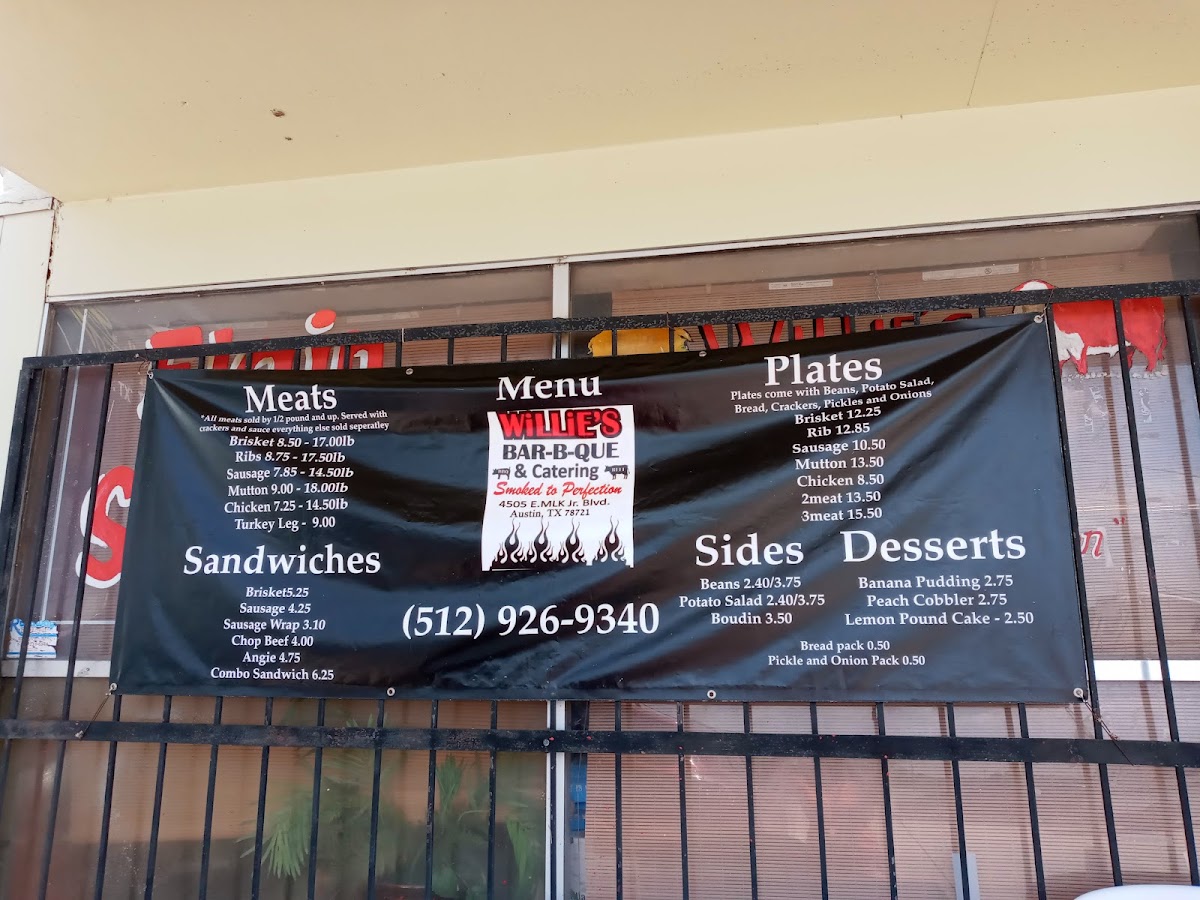 Menu
Meats
*All meats sold by 1/2 pound and up. Served with
crackers and sauce everything else sold seperatley
Brisket 8.50 - 17.00lb
Ribs 8.75 - 17.50lb
Sausage 7.85 - 14.50lb
Mutton 9.00 - 18.00lb
Chicken 7.25 - 14.50lb
Turkey Leg - 9.00
Sandwiches
Brisket5.25
Sausage 4.25
Sausage Wrap 3.10
Chop Beef 4.00
Angie 4.75
Combo Sandwich 6.25
WiLLiE'S
BAR-B-QUE
& Catering
Smoked to Perfection
4505 E.MLK Jr. Blvd.
Austin, TX 78721
(512) 926-9340
Plates
Plates come with Beans, Potato Salad,
Bread, Crackers, Pickles and Onions
Brisket 12.25
Rib 12.85
Sausage 10.50
Mutton 13.50
Chicken 8.50
2meat 13.50
3meat 15.50
Sides
Beans 2.40/3.75
Potato Salad 2.40/3.75
Boudin 3.50
Desserts
Banana Pudding 2.75
Peach Cobbler 2.75
Lemon Pound Cake - 2.50
Bread pack 0.50
Pickle and Onion Pack 0.50